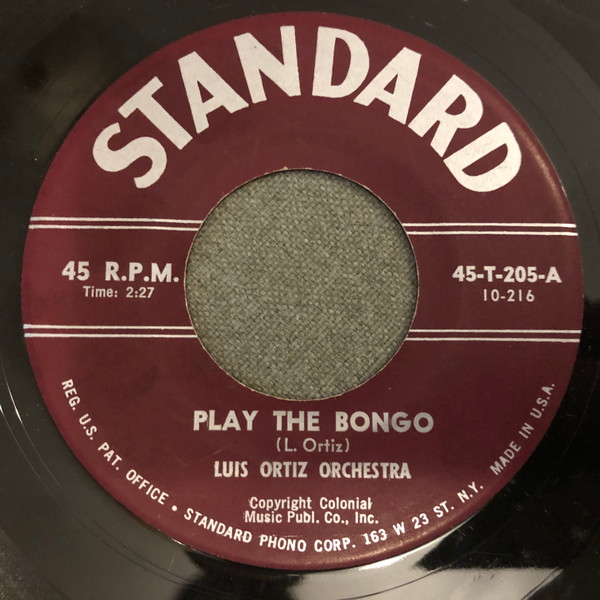 STANDARD
45 R.P.M.
Time: 2:27
45-T-205-A
10-216
PLAY THE BONGO
(L. Ortiz)
LUIS ORTIZ ORCHESTRA
Copyright Colonial
Music Publ. Co., Inc.
REG. U.S. PAT. OFFICE • STANDARD PHONO CORP. 163 W 23 ST. N.Y. MADE IN U.S.A.